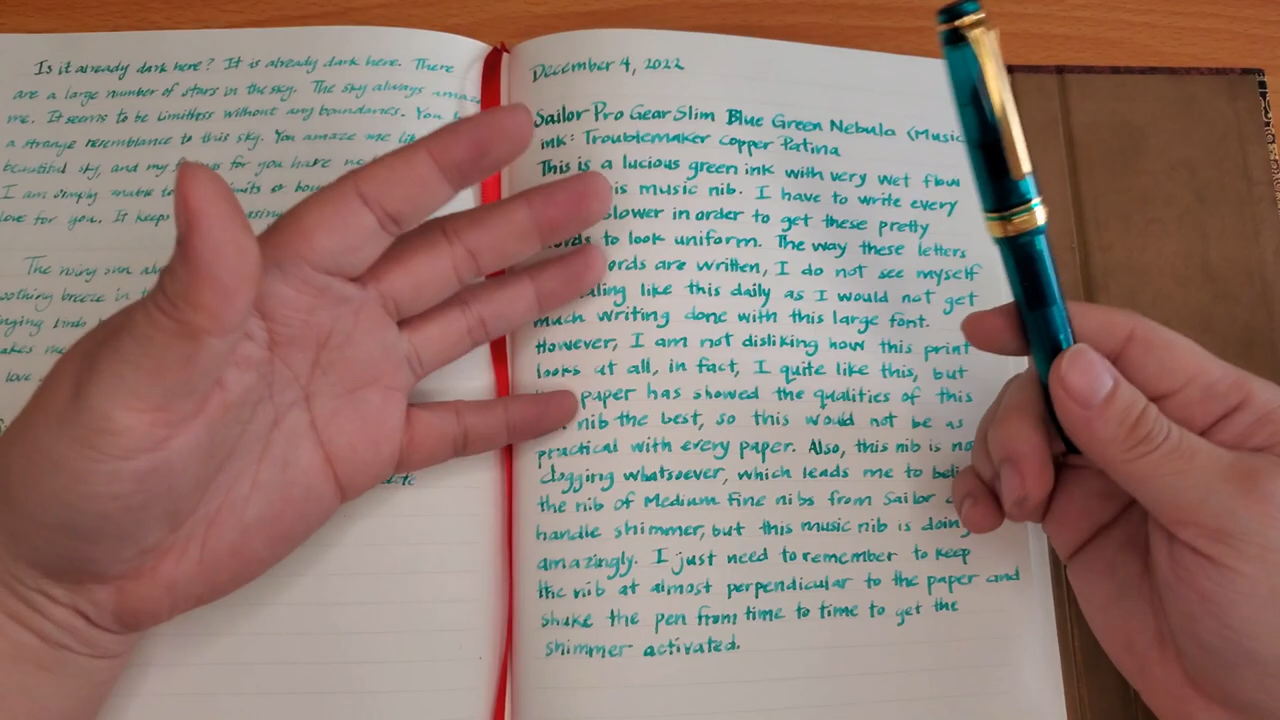 Is it already dark here? It is already dark here. There
are a large number of stars in the sky. The sky always
me. It seems to be limitless without any boundaries. You
a strange resemblance to this sky. You amaze me
beautiful sky, and my for you have
I am simply unable to
love for you. It keeps
The rising sun
breeze in
me
love
December 4, 2022
Sailor Pro Gear Slim Blue Green Nebula (Music
ink: Troublemaker Copper Patina
This is a lucious green ink with very wet flow
is music nib. I have to write every
slower in order to get these pretty
to look uniform. The way these letters
are written, I do not see myself
like this daily as I would not get
much writing done with this large font.
However, I am not disliking how this print
looks at all, in fact, I quite like this, but
paper has showed the qualities of this
nib the best, so this would not be as
practical with every paper. Also, this nib is no
clogging whatsoever, which leads me to
the nib of Medium Fine nibs from Sailor
handle shimmer, but this music nib is doing
amazingly. I just need to remember to keep
the nib at almost perpendicular to the paper and
shake the pen from time to time to get the
shimmer activated.